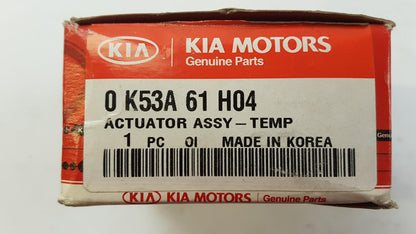 KIA
KIA MOTORS
Genuine Parts
0 K53A 61 H04
ACTUATOR ASSY-TEMP
1 PC OI MADE IN KOREA
KIA KIA MOTORS Genuine Parts